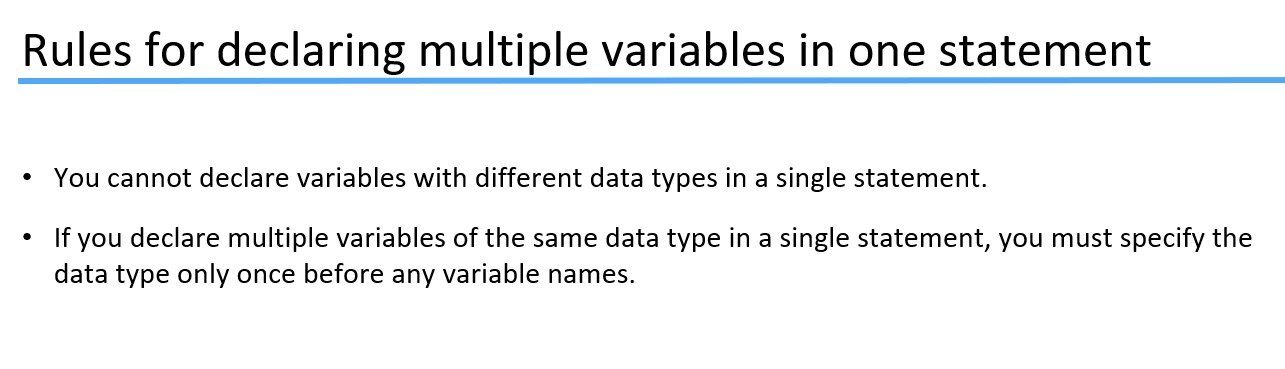 Rules for declaring multiple variables in one statement
• You cannot declare variables with different data types in a single statement.
• If you declare multiple variables of the same data type in a single statement, you must specify the
data type only once before any variable names.